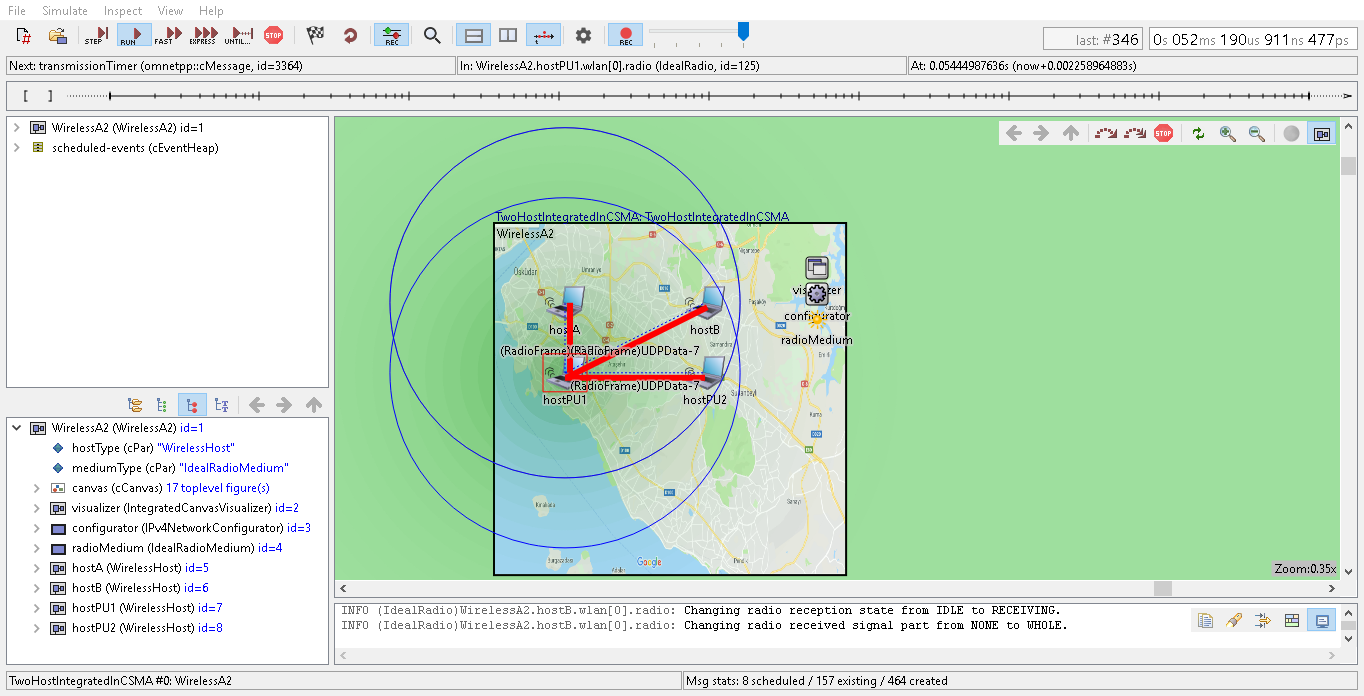 File Simulate Inspect View Help
STEP RUN FAST EXPRESS UNTIL... STOP REC REC
last: #346 0s 052ms 190us 911ns 477ps
Next: transmissionTimer (omnetpp::cMessage, id=3364) In: WirelessA2.hostPU1.wlan[0].radio (IdealRadio, id=125) At: 0.05444987636s (now+0.002258964883s)
[ ]
WirelessA2 (WirelessA2) id=1
scheduled-events (cEventHeap)
WirelessA2 (WirelessA2) id=1
hostType (cPar) "WirelessHost"
mediumType (cPar) "IdealRadioMedium"
canvas (cCanvas) 17 toplevel figure(s)
visualizer (IntegratedCanvasVisualizer) id=2
configurator (IPv4NetworkConfigurator) id=3
radioMedium (IdealRadioMedium) id=4
hostA (WirelessHost) id=5
hostB (WirelessHost) id=6
hostPU1 (WirelessHost) id=7
hostPU2 (WirelessHost) id=8
STOP
TwoHostIntegratedInCSMA: TwoHostIntegratedInCSMA
WirelessA2
Üsküdar
Ümraniye
visualizer
Paşaköy
configurator
hostA
hostB
radioMedium
(RadioFrame)(RadioFrame)UDPData-7
Samandıra
(RadioFrame)UDPData-7
Sultanbeyli
hostPU1
hostPU2
Kurna
Google
Pendik
Zoom:0.35x
INFO (IdealRadio)WirelessA2.hostB.wlan[0].radio: Changing radio reception state from IDLE to RECEIVING.
INFO (IdealRadio)WirelessA2.hostB.wlan[0].radio: Changing radio received signal part from NONE to WHOLE.
TwoHostIntegratedInCSMA #0: WirelessA2 Msg stats: 8 scheduled / 157 existing / 464 created